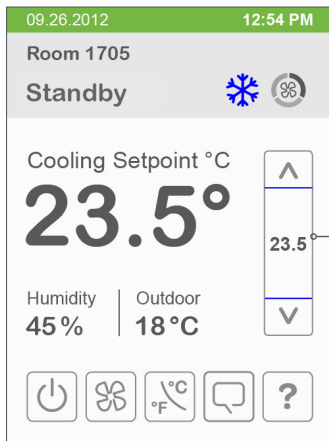 09.26.2012 12:54 PM
Room 1705
Standby
Cooling Setpoint °C
23.5°
23.5
Humidity Outdoor
45% 18°C
°C
°F
?